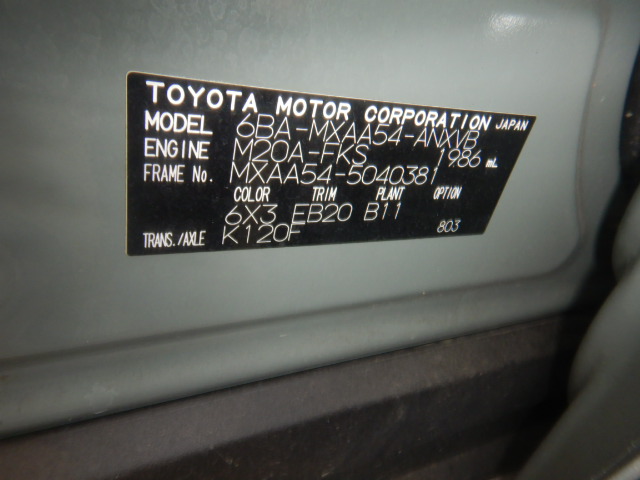 TOYOTA MOTOR CORPORATION JAPAN
MODEL 6BA-MXAA54-ANXVB
ENGINE M20A-FKS 1986 mL
FRAME No. MXAA54-5040381
COLOR TRIM PLANT OPTION
6X3 EB20 B11
TRANS./AXLE K120F 803